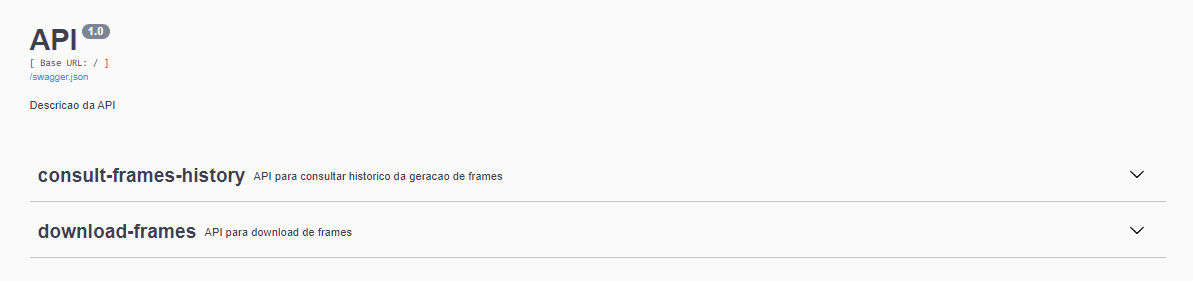 API 1.0
[ Base URL: / ]
/swagger.json
Descricao da API
consult-frames-history API para consultar historico da geracao de frames
download-frames API para download de frames